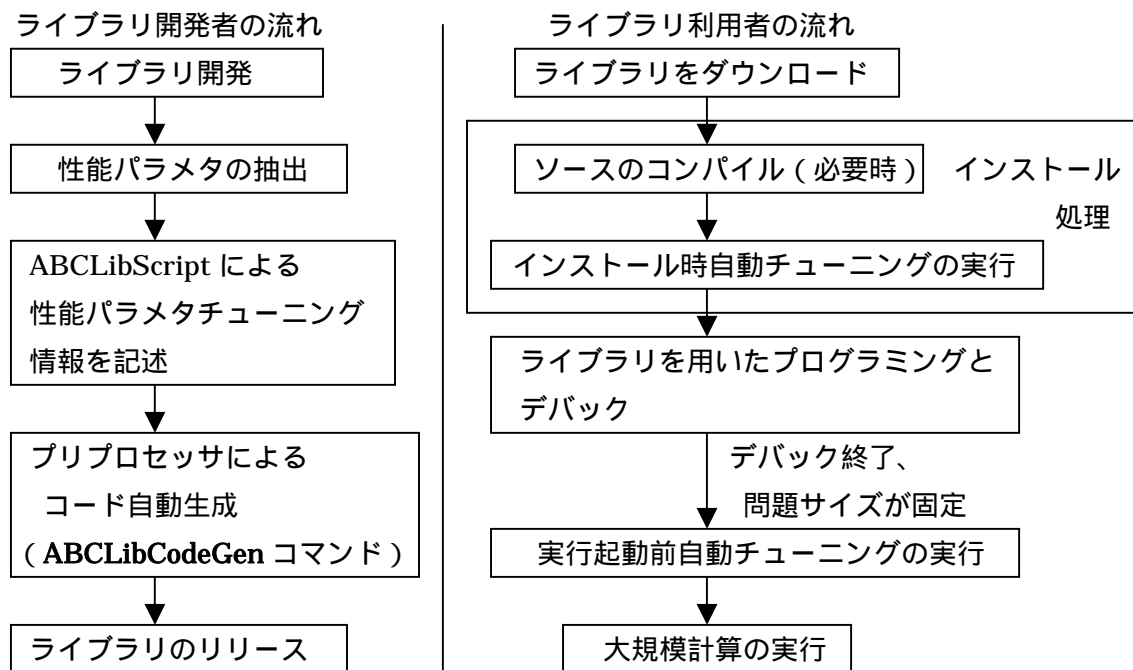 ライブラリ開発者の流れ
ライブラリ開発
性能パラメタの抽出
ABCLibScript による
性能パラメタチューニング
情報を記述
プリプロセッサによる
コード自動生成
（ABCLibCodeGen コマンド）
ライブラリのリリース
ライブラリ利用者の流れ
ライブラリをダウンロード
ソースのコンパイル（必要時）
インストール
処理
インストール時自動チューニングの実行
ライブラリを用いたプログラミングと
デバック
デバック終了、
問題サイズが固定
実行起動前自動チューニングの実行
大規模計算の実行